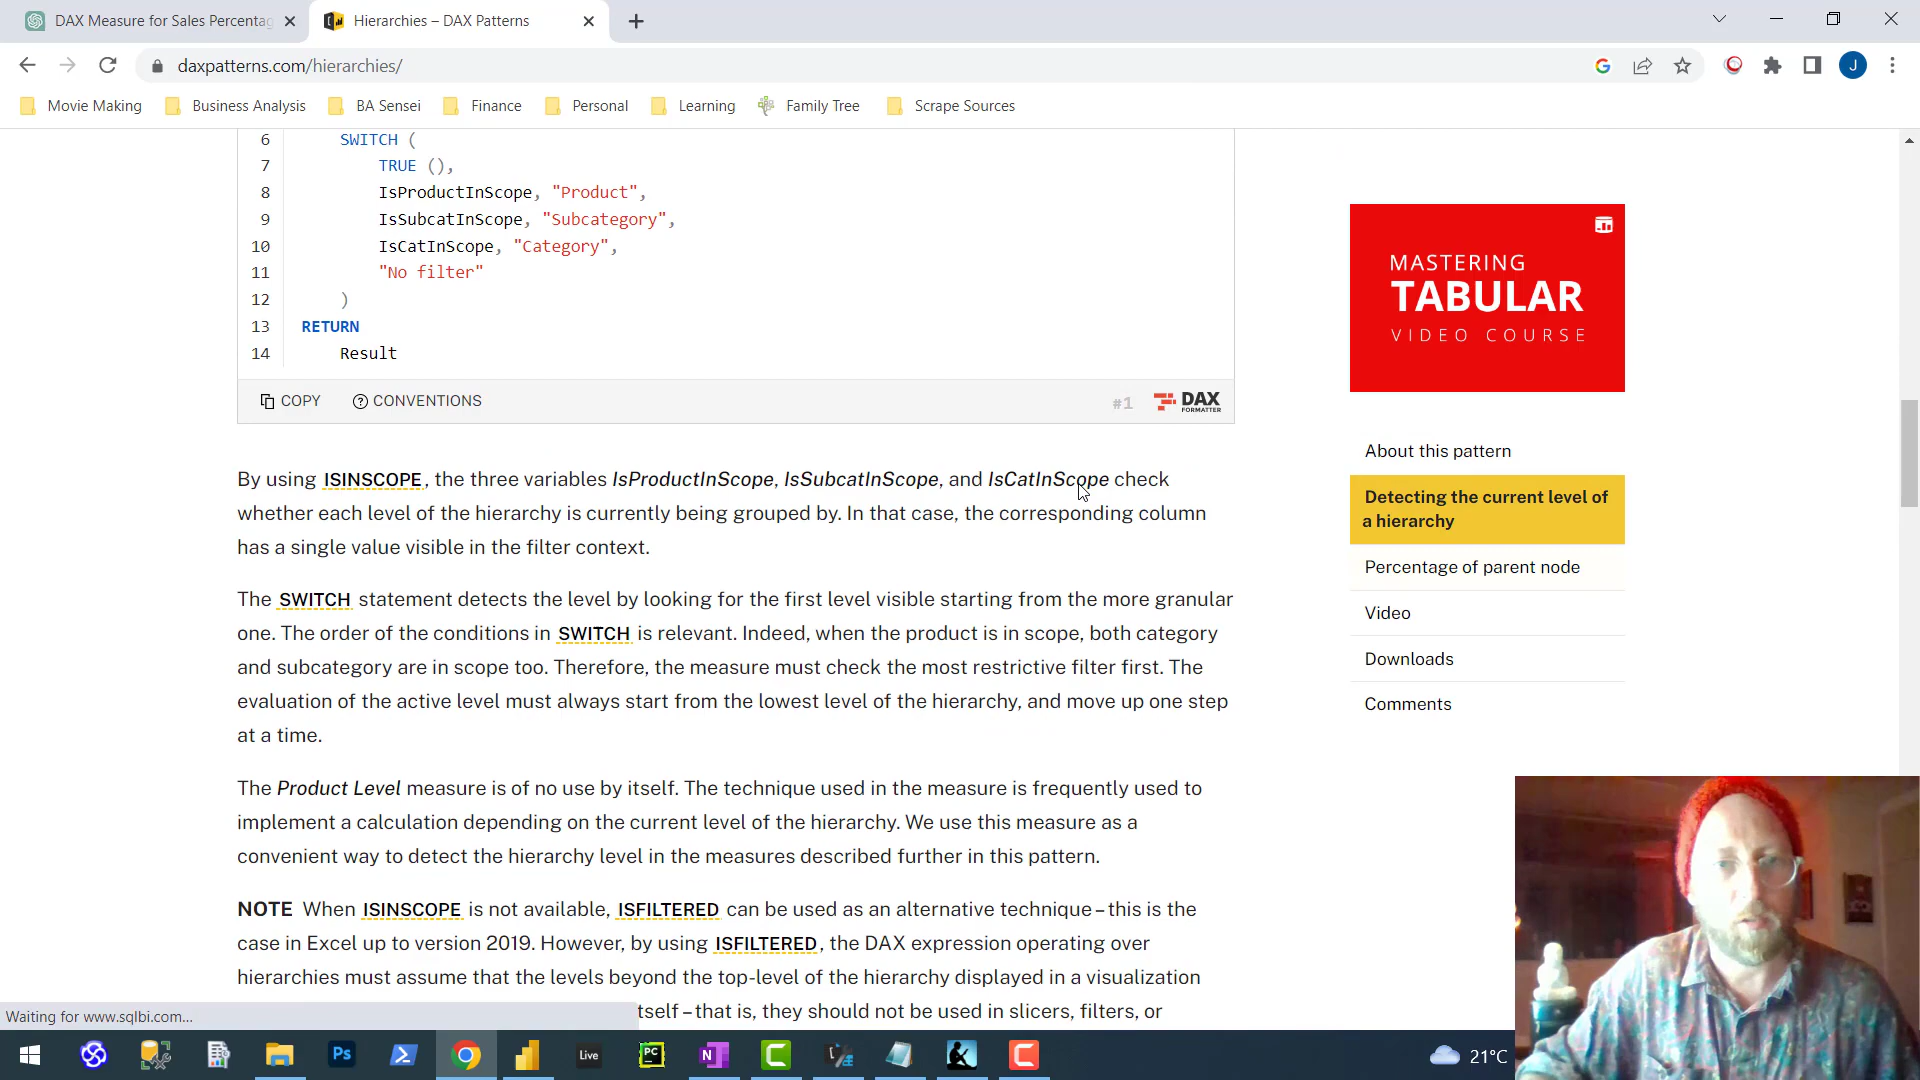 DAX Measure for Sales Percentag
Hierarchies – DAX Patterns
daxpatterns.com/hierarchies/
J
Movie Making
Business Analysis
BA Sensei
Finance
Personal
Learning
Family Tree
Scrape Sources
6 SWITCH (
7 TRUE (),
8 IsProductInScope, "Product",
9 IsSubcatInScope, "Subcategory",
10 IsCatInScope, "Category",
11 "No filter"
12 )
13 RETURN
14 Result
COPY
CONVENTIONS
#1
DAX
FORMATTER
By using ISINSCOPE, the three variables IsProductInScope, IsSubcatInScope, and IsCatInScope check
whether each level of the hierarchy is currently being grouped by. In that case, the corresponding column
has a single value visible in the filter context.
The SWITCH statement detects the level by looking for the first level visible starting from the more granular
one. The order of the conditions in SWITCH is relevant. Indeed, when the product is in scope, both category
and subcategory are in scope too. Therefore, the measure must check the most restrictive filter first. The
evaluation of the active level must always start from the lowest level of the hierarchy, and move up one step
at a time.
The Product Level measure is of no use by itself. The technique used in the measure is frequently used to
implement a calculation depending on the current level of the hierarchy. We use this measure as a
convenient way to detect the hierarchy level in the measures described further in this pattern.
NOTE When ISINSCOPE is not available, ISFILTERED can be used as an alternative technique – this is the
case in Excel up to version 2019. However, by using ISFILTERED, the DAX expression operating over
hierarchies must assume that the levels beyond the top-level of the hierarchy displayed in a visualization
tself – that is, they should not be used in slicers, filters, or
MASTERING
TABULAR
VIDEO COURSE
About this pattern
Detecting the current level of
a hierarchy
Percentage of parent node
Video
Downloads
Comments
Waiting for www.sqlbi.com...
Ps
Live
PC
N
C
C
21°C